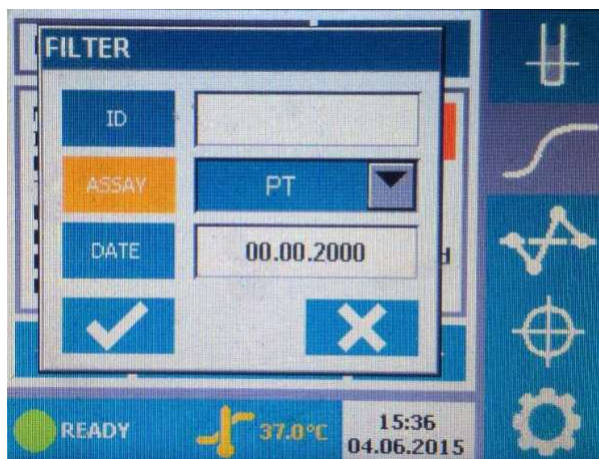 FILTER
ID
ASSAY PT
DATE 00.00.2000
READY 37.0°C 15:36
04.06.2015